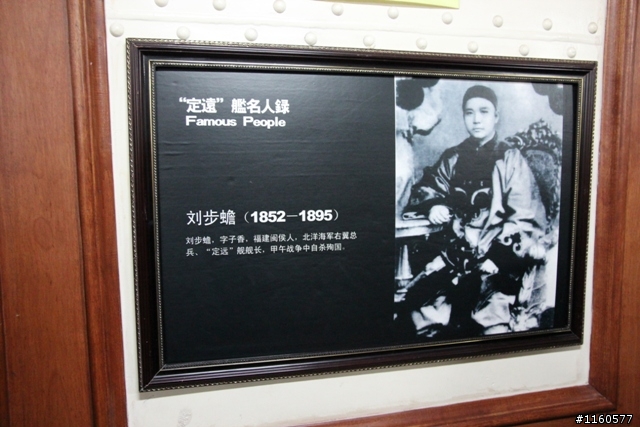 “定遠”艦名人録
Famous People
刘步蟾（1852—1895）
刘步蟾，字子香，福建闽侯人，北洋海军右翼总
兵、“定远”舰舰长，甲午战争中自杀殉国。
#1160577